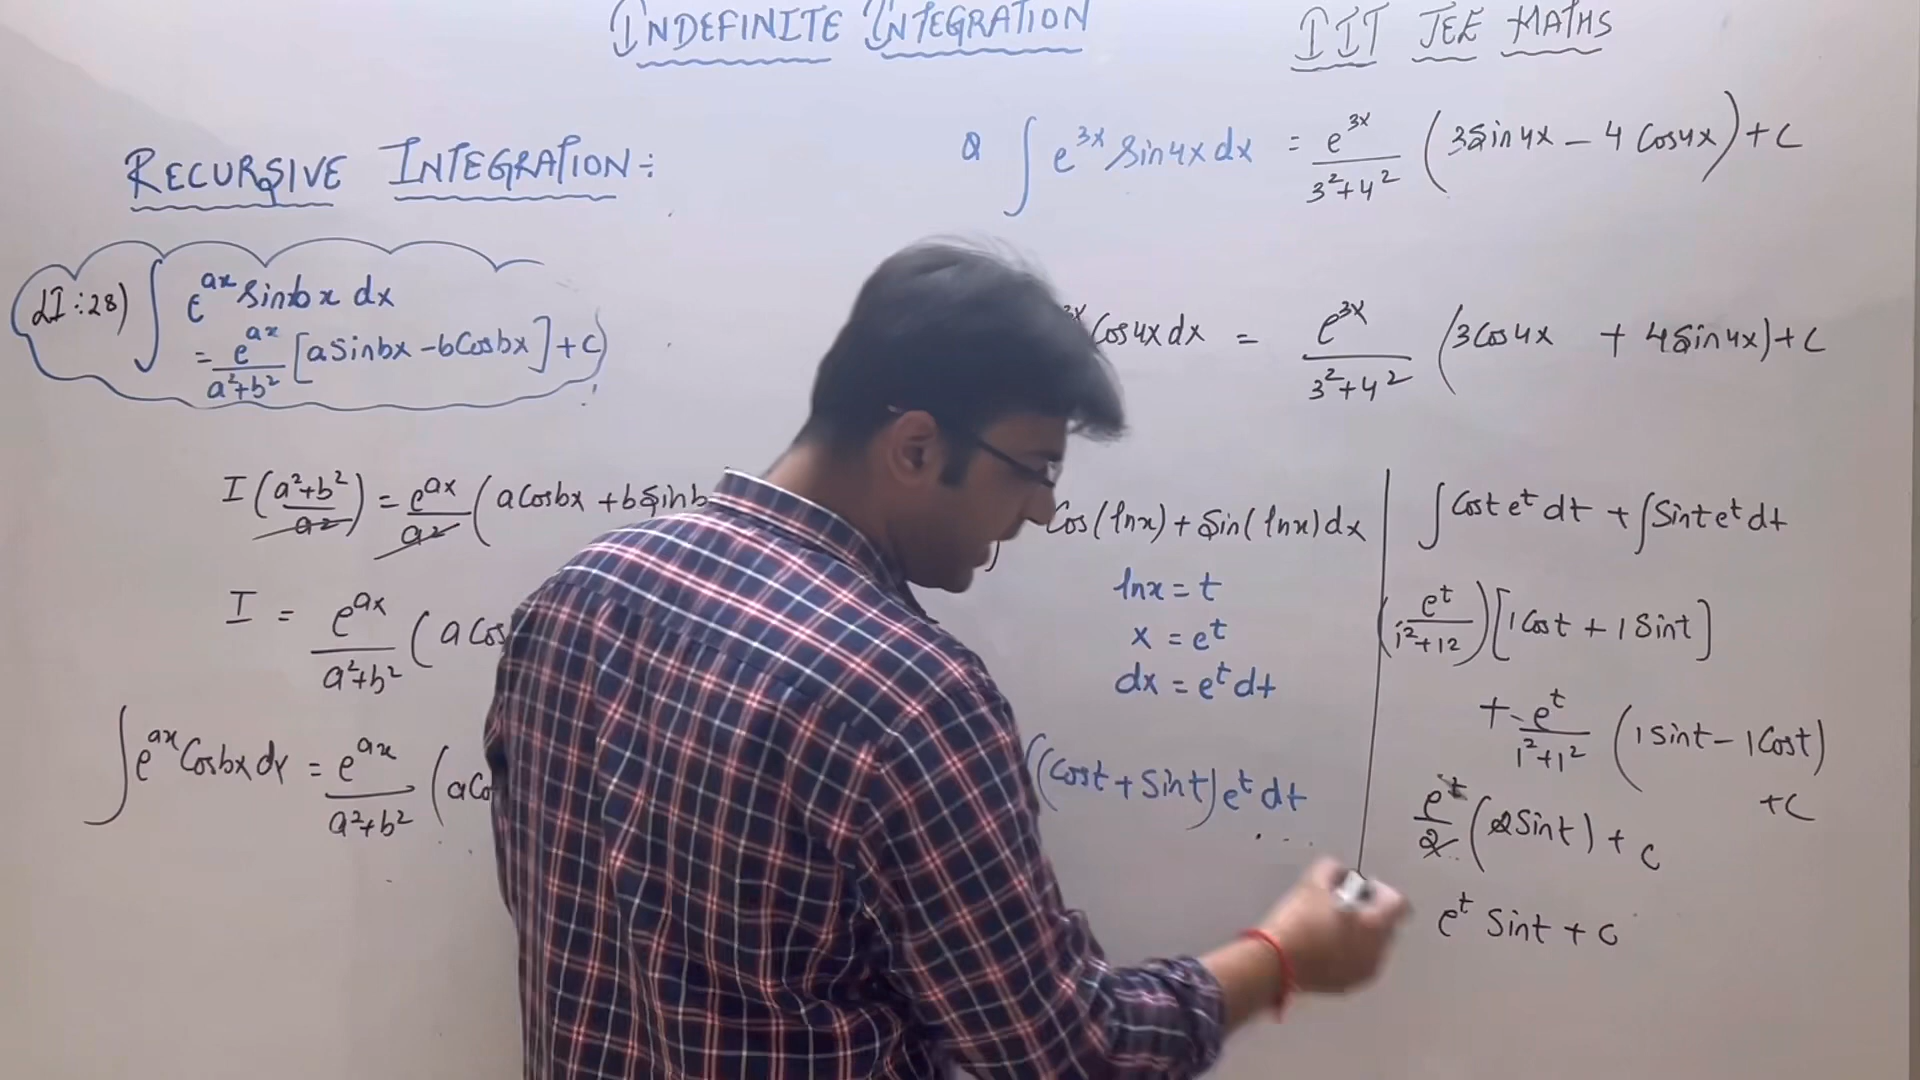 INDEFINITE INTEGRATION
IIT JEE MATHS
RECURSIVE INTEGRATION:
LI:28) ∫ e^ax sinbx dx
= e^ax/(a²+b²) [a Sinbx - b Cosbx] + C
I (a²+b²)/a² = e^ax/a² (a Cosbx + b Sinb
I = e^ax/(a²+b²) (a Cos
∫ e^ax Cosbx dx = e^ax/(a²+b²) (a Co
Q ∫ e^3x Sin4x dx = e^3x/(3²+4²) (3Sin4x - 4 Cos4x) + C
3x Cos4x dx = e^3x/(3²+4²) (3Cos4x + 4Sin4x) + C
Cos(lnx) + Sin(lnx) dx
lnx = t
x = e^t
dx = e^t dt
∫(Cost + Sint) e^t dt
∫ Cost e^t dt + ∫ Sint e^t dt
(e^t/(1²+1²)) [1 Cost + 1 Sint]
+ e^t/(1²+1²) (1 Sint - 1 Cost)
+C
e^t/2 (2Sint) + C
e^t Sint + C